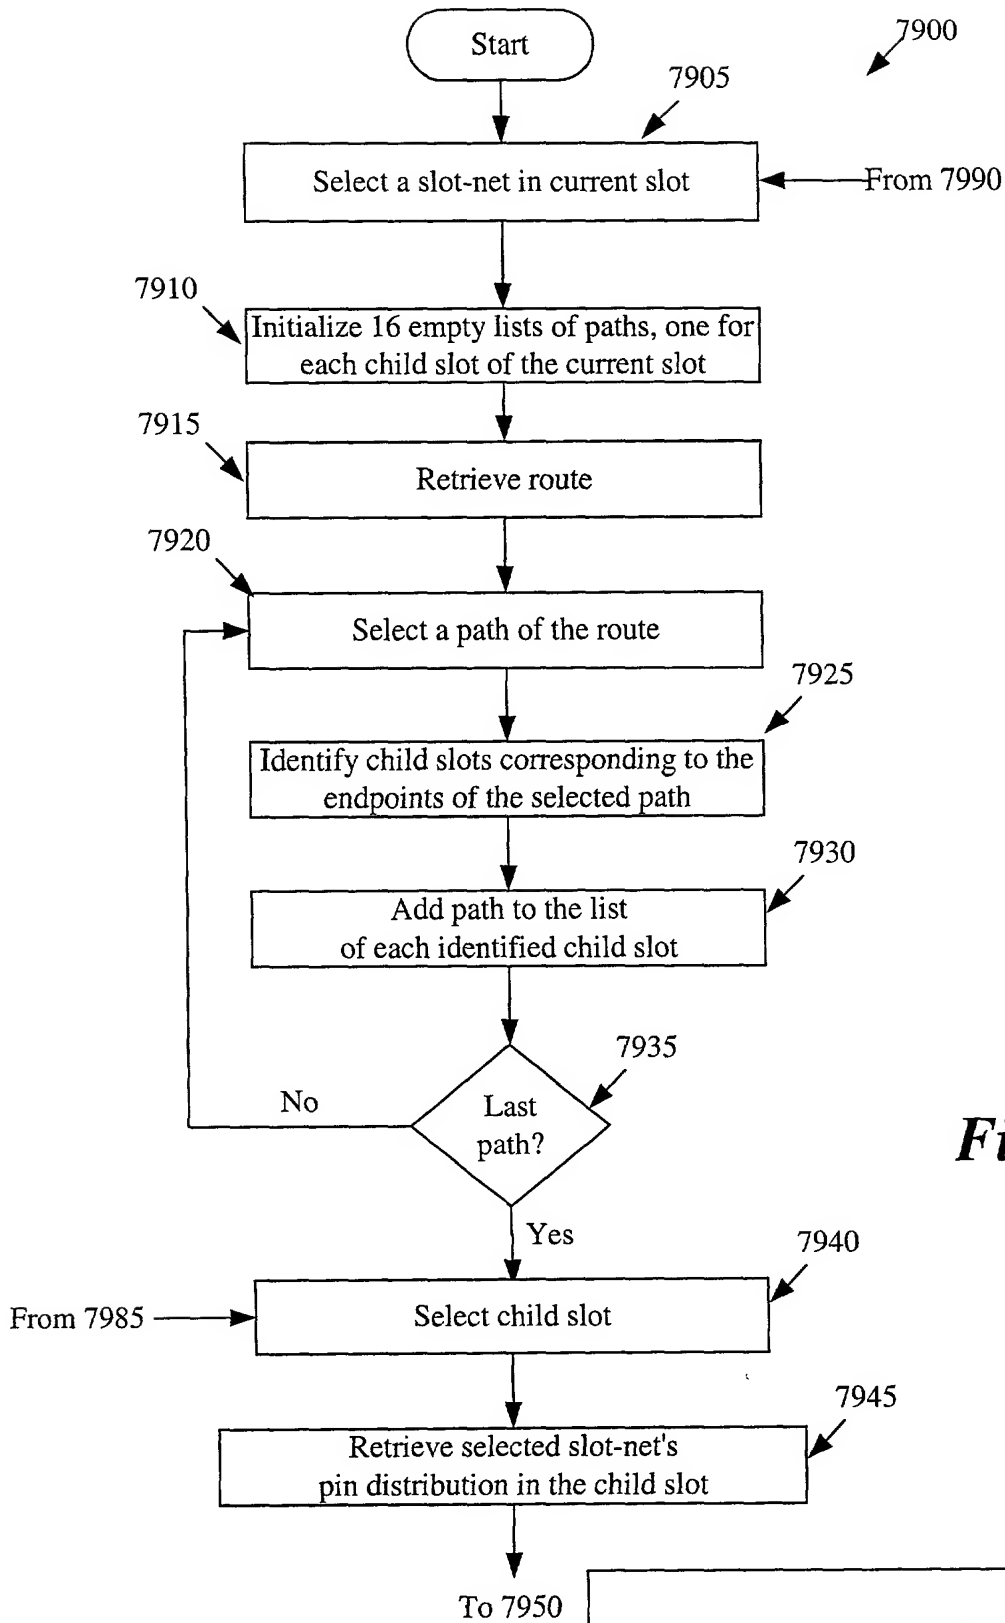 Start
7900
7905
Select a slot-net in current slot
From 7990
7910
Initialize 16 empty lists of paths, one for
each child slot of the current slot
7915
Retrieve route
7920
Select a path of the route
7925
Identify child slots corresponding to the
endpoints of the selected path
7930
Add path to the list
of each identified child slot
7935
Last
path?
No
Yes
7940
From 7985
Select child slot
7945
Retrieve selected slot-net's
pin distribution in the child slot
To 7950